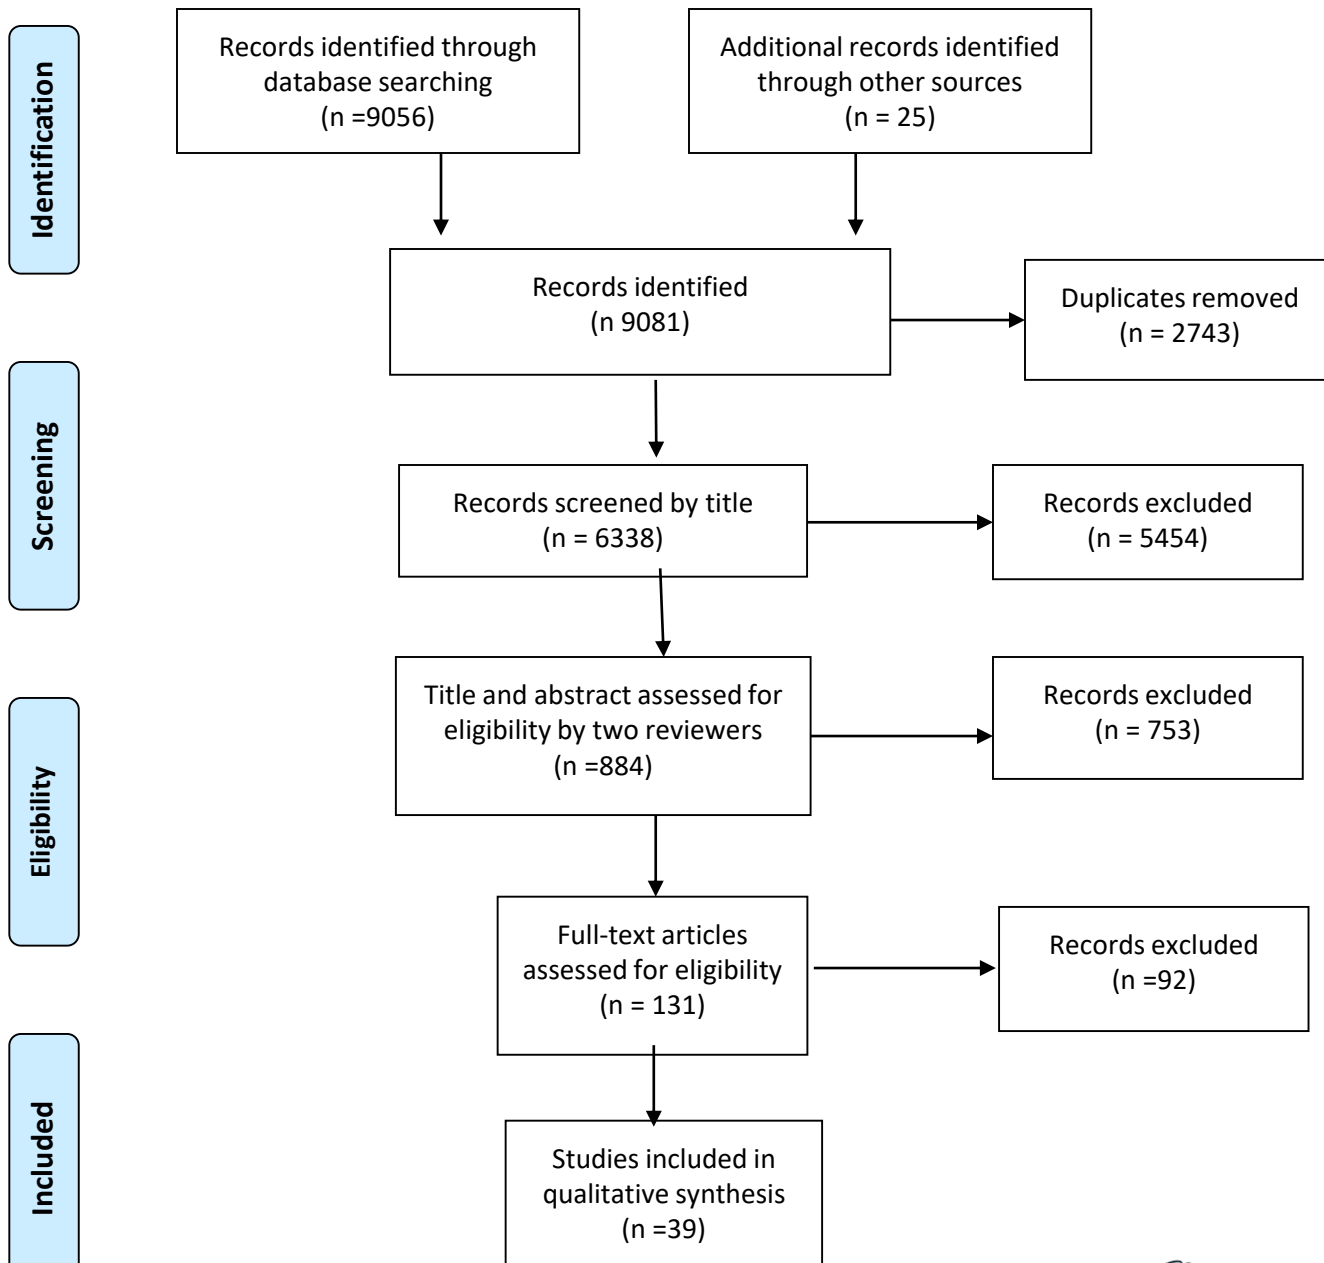 Identification
Records identified through
database searching
(n =9056)
Additional records identified
through other sources
(n = 25)
Records identified
(n 9081)
Duplicates removed
(n = 2743)
Screening
Records screened by title
(n = 6338)
Records excluded
(n = 5454)
Eligibility
Title and abstract assessed for
eligibility by two reviewers
(n =884)
Records excluded
(n = 753)
Full-text articles
assessed for eligibility
(n = 131)
Records excluded
(n =92)
Included
Studies included in
qualitative synthesis
(n =39)